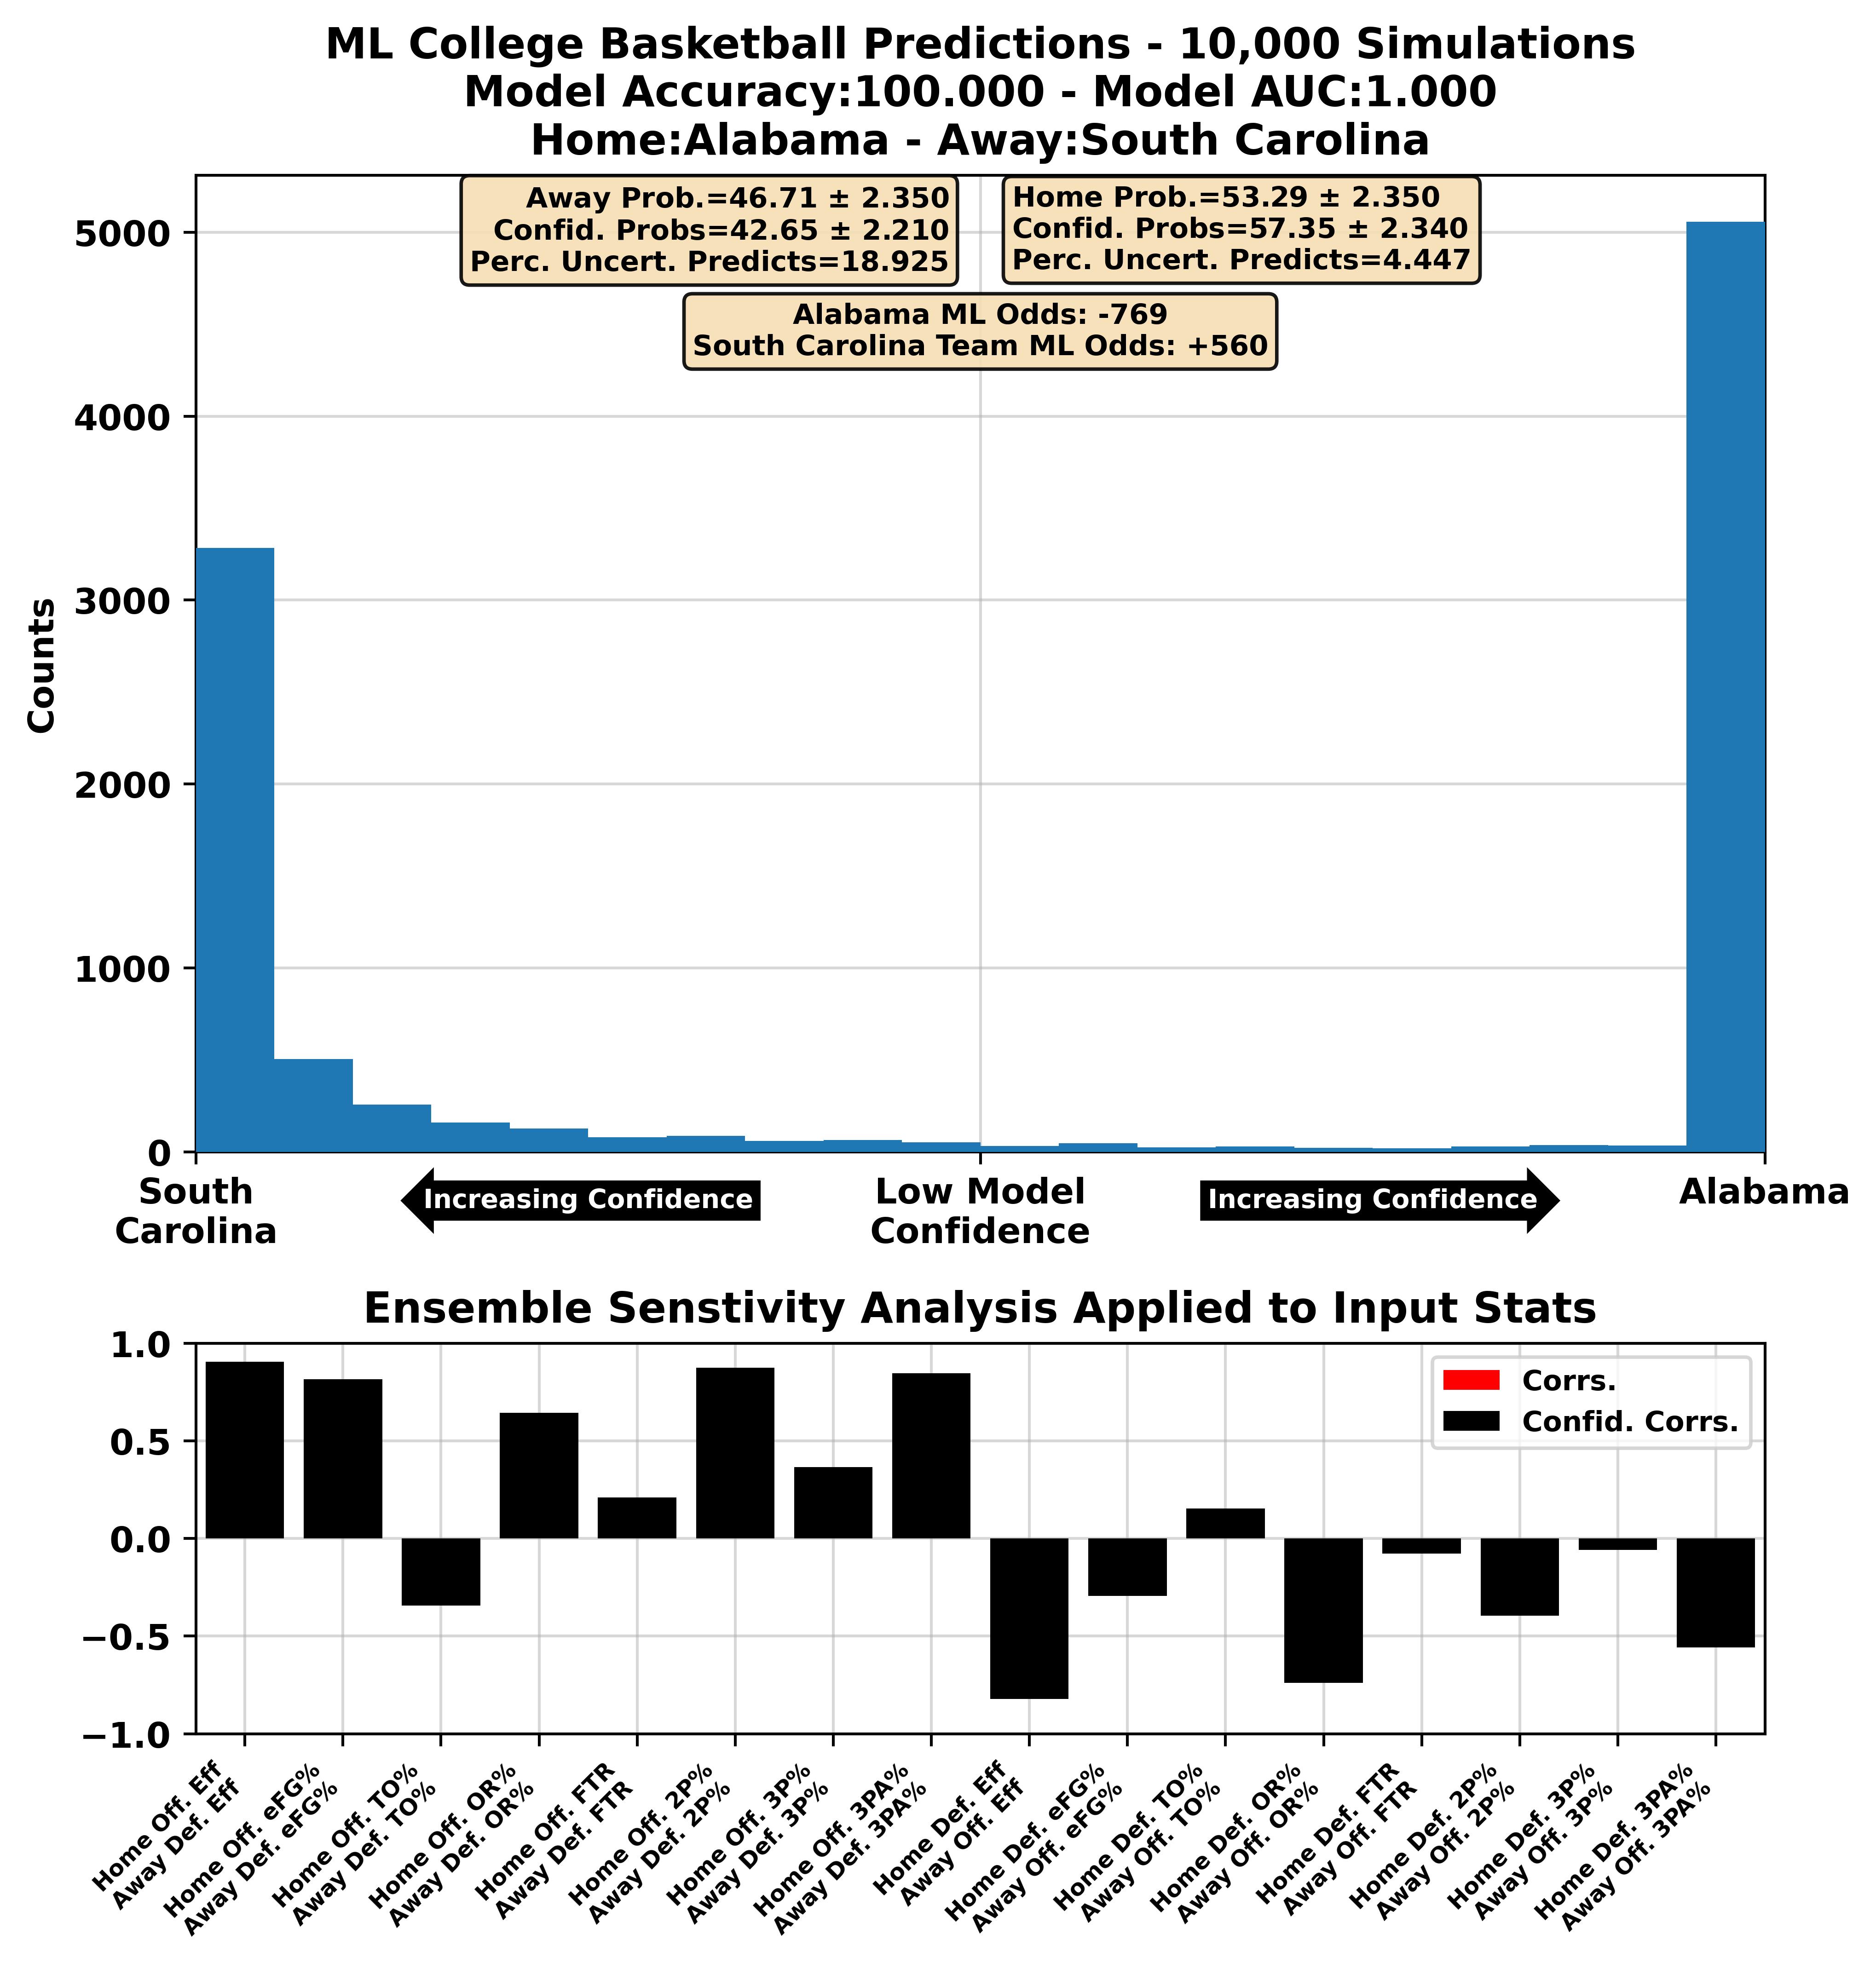 ML College Basketball Predictions - 10,000 Simulations
Model Accuracy:100.000 - Model AUC:1.000
Home:Alabama - Away:South Carolina
Away Prob.=46.71 ± 2.350
Confid. Probs=42.65 ± 2.210
Perc. Uncert. Predicts=18.925
Home Prob.=53.29 ± 2.350
Confid. Probs=57.35 ± 2.340
Perc. Uncert. Predicts=4.447
Alabama ML Odds: -769
South Carolina Team ML Odds: +560
Counts
5000
4000
3000
2000
1000
0
South
Carolina
Increasing Confidence
Low Model
Confidence
Increasing Confidence
Alabama
Ensemble Senstivity Analysis Applied to Input Stats
1.0
0.5
0.0
−0.5
−1.0
Corrs.
Confid. Corrs.
Home Off. Eff
Away Def. Eff
Home Off. eFG%
Away Def. eFG%
Home Off. TO%
Away Def. TO%
Home Off. OR%
Away Def. OR%
Home Off. FTR
Away Def. FTR
Home Off. 2P%
Away Def. 2P%
Home Off. 3P%
Away Def. 3P%
Home Off. 3PA%
Away Def. 3PA%
Home Def. Eff
Away Off. Eff
Home Def. eFG%
Away Off. eFG%
Home Def. TO%
Away Off. TO%
Home Def. OR%
Away Off. OR%
Home Def. FTR
Away Off. FTR
Home Def. 2P%
Away Off. 2P%
Home Def. 3P%
Away Off. 3P%
Home Def. 3PA%
Away Off. 3PA%